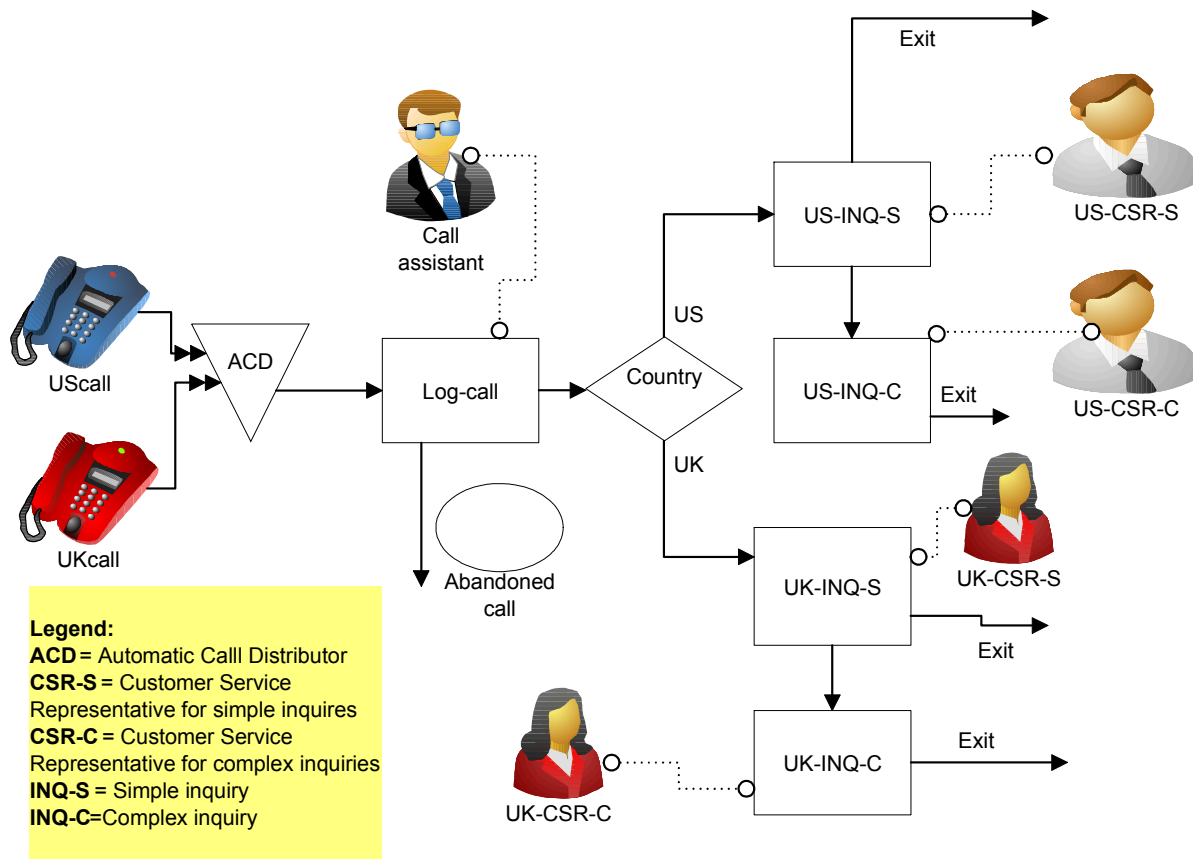 Exit
US-INQ-S
US-CSR-S
Call
assistant
US
UScall
ACD
Log-call
Country
US-INQ-C
Exit
US-CSR-C
UK
UKcall
Abandoned
call
UK-INQ-S
UK-CSR-S
Exit
UK-CSR-C
UK-INQ-C
Exit
Legend:
ACD = Automatic Calll Distributor
CSR-S = Customer Service
Representative for simple inquires
CSR-C = Customer Service
Representative for complex inquiries
INQ-S = Simple inquiry
INQ-C=Complex inquiry